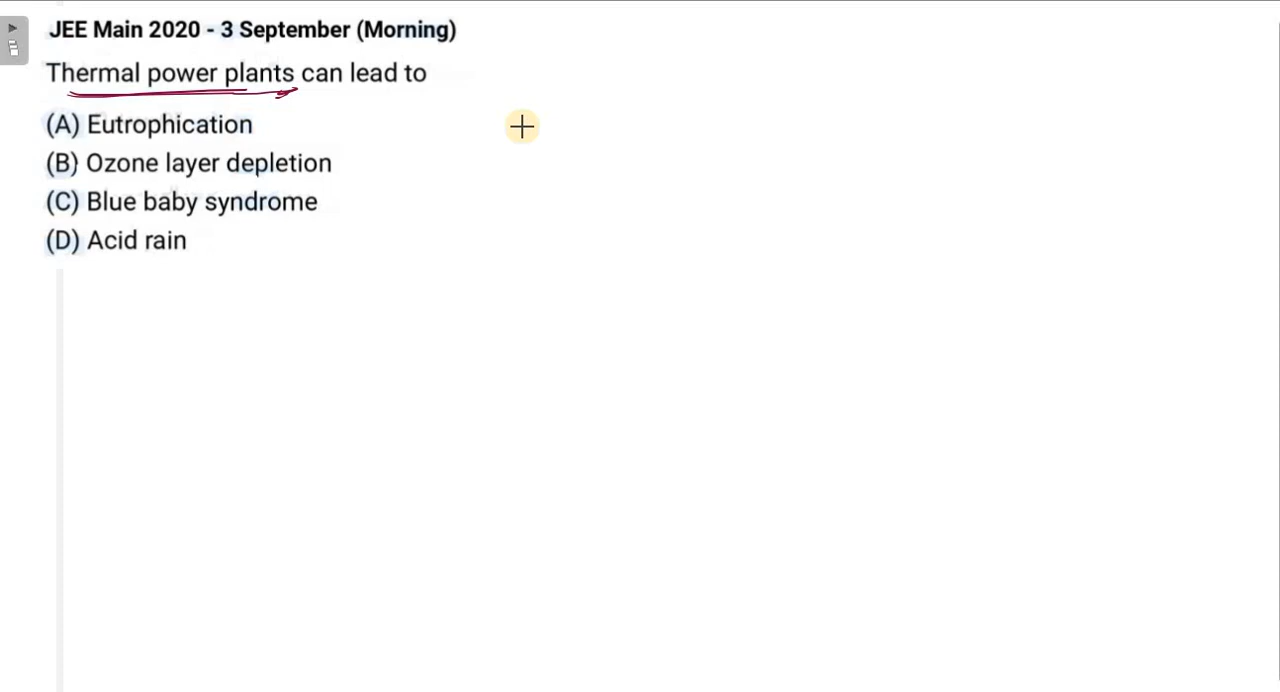 JEE Main 2020 - 3 September (Morning)
Thermal power plants can lead to
(A) Eutrophication
(B) Ozone layer depletion
(C) Blue baby syndrome
(D) Acid rain